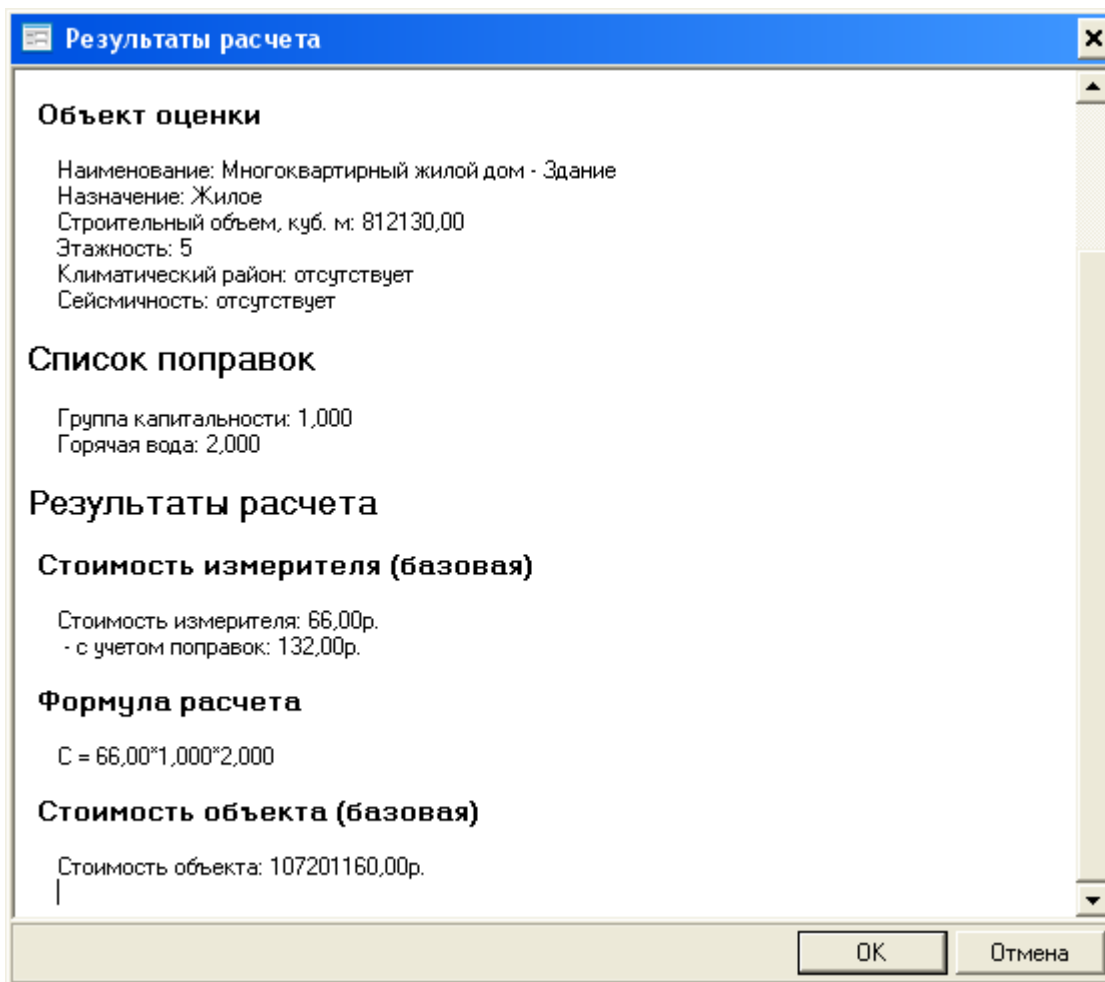 Результаты расчета
Объект оценки
Наименование: Многоквартирный жилой дом - Здание
Назначение: Жилое
Строительный объем, куб. м: 812130,00
Этажность: 5
Климатический район: отсутствует
Сейсмичность: отсутствует
Список поправок
Группа капитальности: 1,000
Горячая вода: 2,000
Результаты расчета
Стоимость измерителя (базовая)
Стоимость измерителя: 66,00р.
- с учетом поправок: 132,00р.
Формула расчета
С = 66,00*1,000*2,000
Стоимость объекта (базовая)
Стоимость объекта: 107201160,00р.
OK Отмена